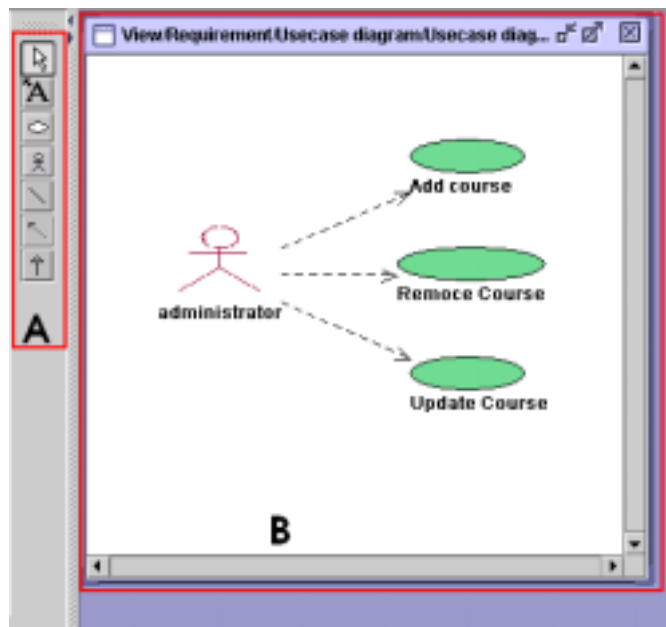 View/Requirement/Usecase diagram/Usecase diag...
A
Add course
Remoce Course
administrator
Update Course
A
B